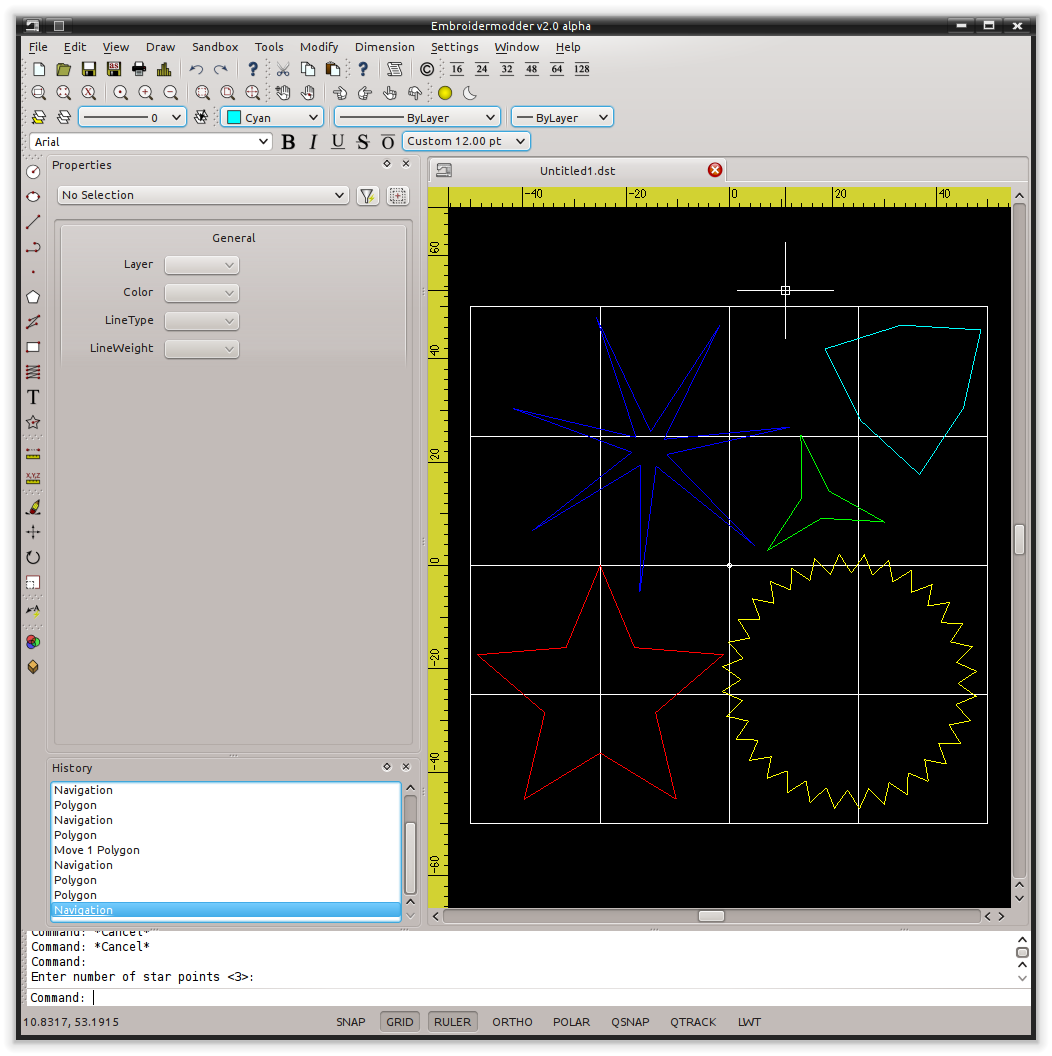 Embroidermodder v2.0 alpha
File Edit View Draw Sandbox Tools Modify Dimension Settings Window Help
16 24 32 48 64 128
0 Cyan ByLayer ByLayer
Arial B I U S O Custom 12.00 pt
Properties
Untitled1.dst
No Selection
-40 -20 0 20 40
General
Layer
Color
LineType
LineWeight
60
40
20
0
-20
-40
-60
T
X,Y,Z
A
History
Navigation
Polygon
Navigation
Polygon
Move 1 Polygon
Navigation
Polygon
Polygon
Navigation
Command: *Cancel*
Command: *Cancel*
Command:
Enter number of star points <3>:
Command:
10.8317, 53.1915 SNAP GRID RULER ORTHO POLAR QSNAP QTRACK LWT